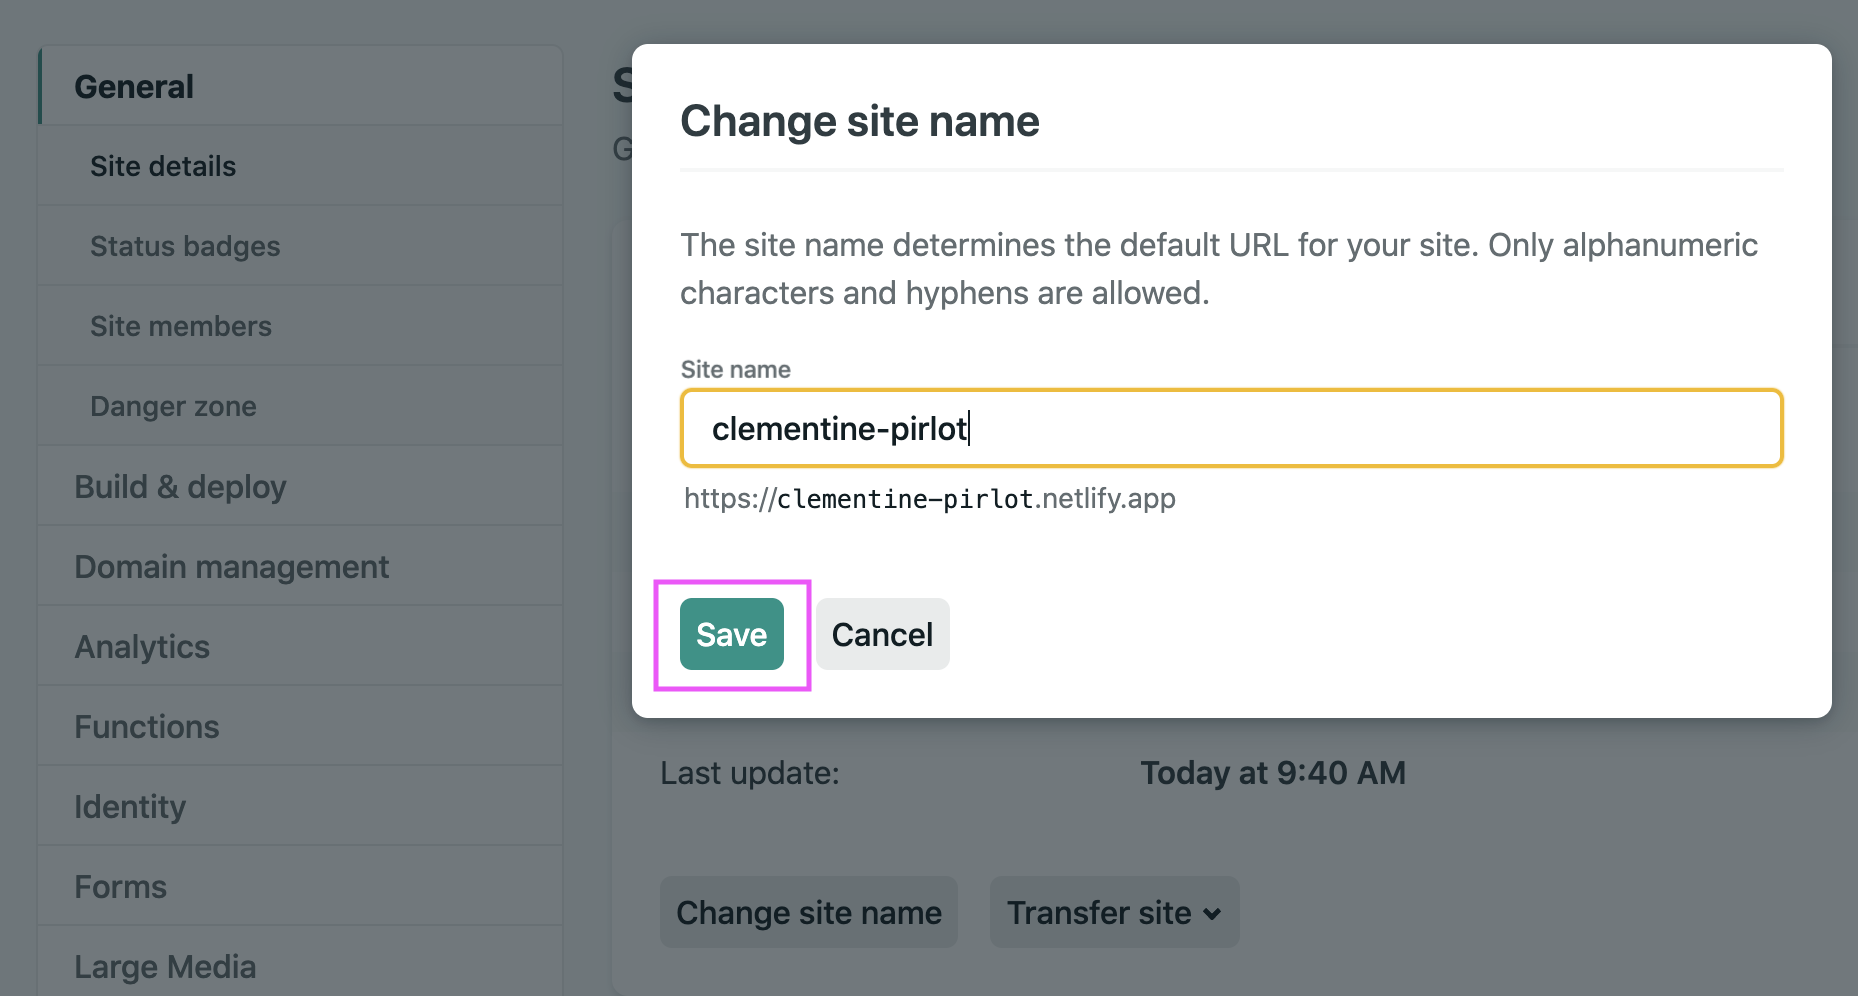 General
Site details
Status badges
Site members
Danger zone
Build & deploy
Domain management
Analytics
Functions
Identity
Forms
Large Media
Change site name
The site name determines the default URL for your site. Only alphanumeric
characters and hyphens are allowed.
Site name
clementine-pirlot
https://clementine-pirlot.netlify.app
Save
Cancel
Last update:
Today at 9:40 AM
Change site name
Transfer site